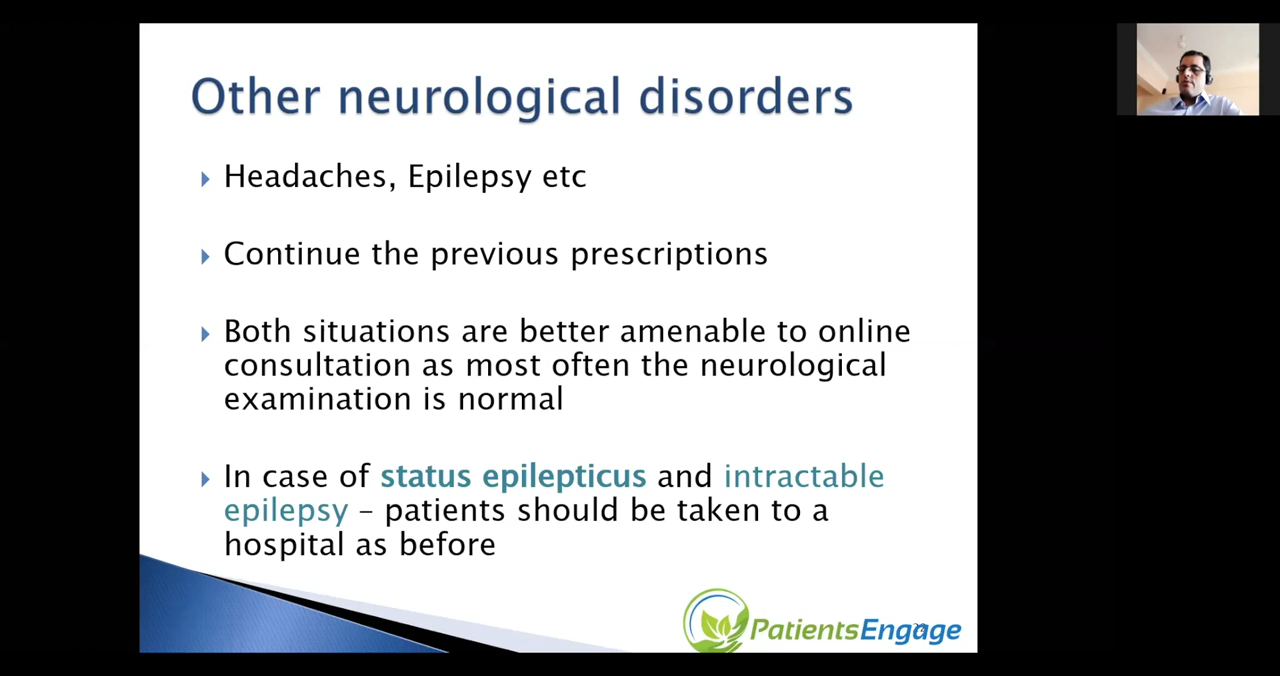 Other neurological disorders
Headaches, Epilepsy etc
Continue the previous prescriptions
Both situations are better amenable to online
consultation as most often the neurological
examination is normal
In case of status epilepticus and intractable
epilepsy – patients should be taken to a
hospital as before
PatientsEngage